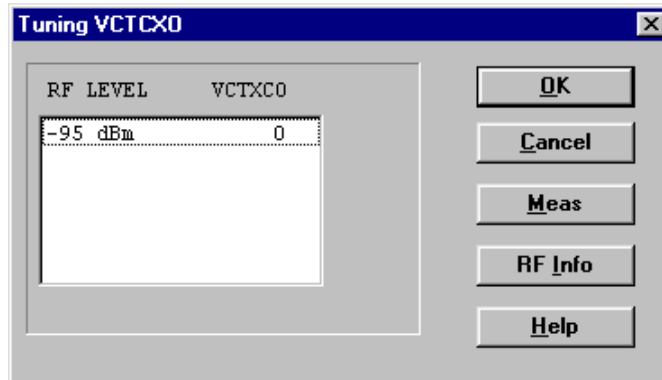 Tuning VCTCXO
RF LEVEL VCTXCO
-95 dBm 0
OK
Cancel
Meas
RF Info
Help